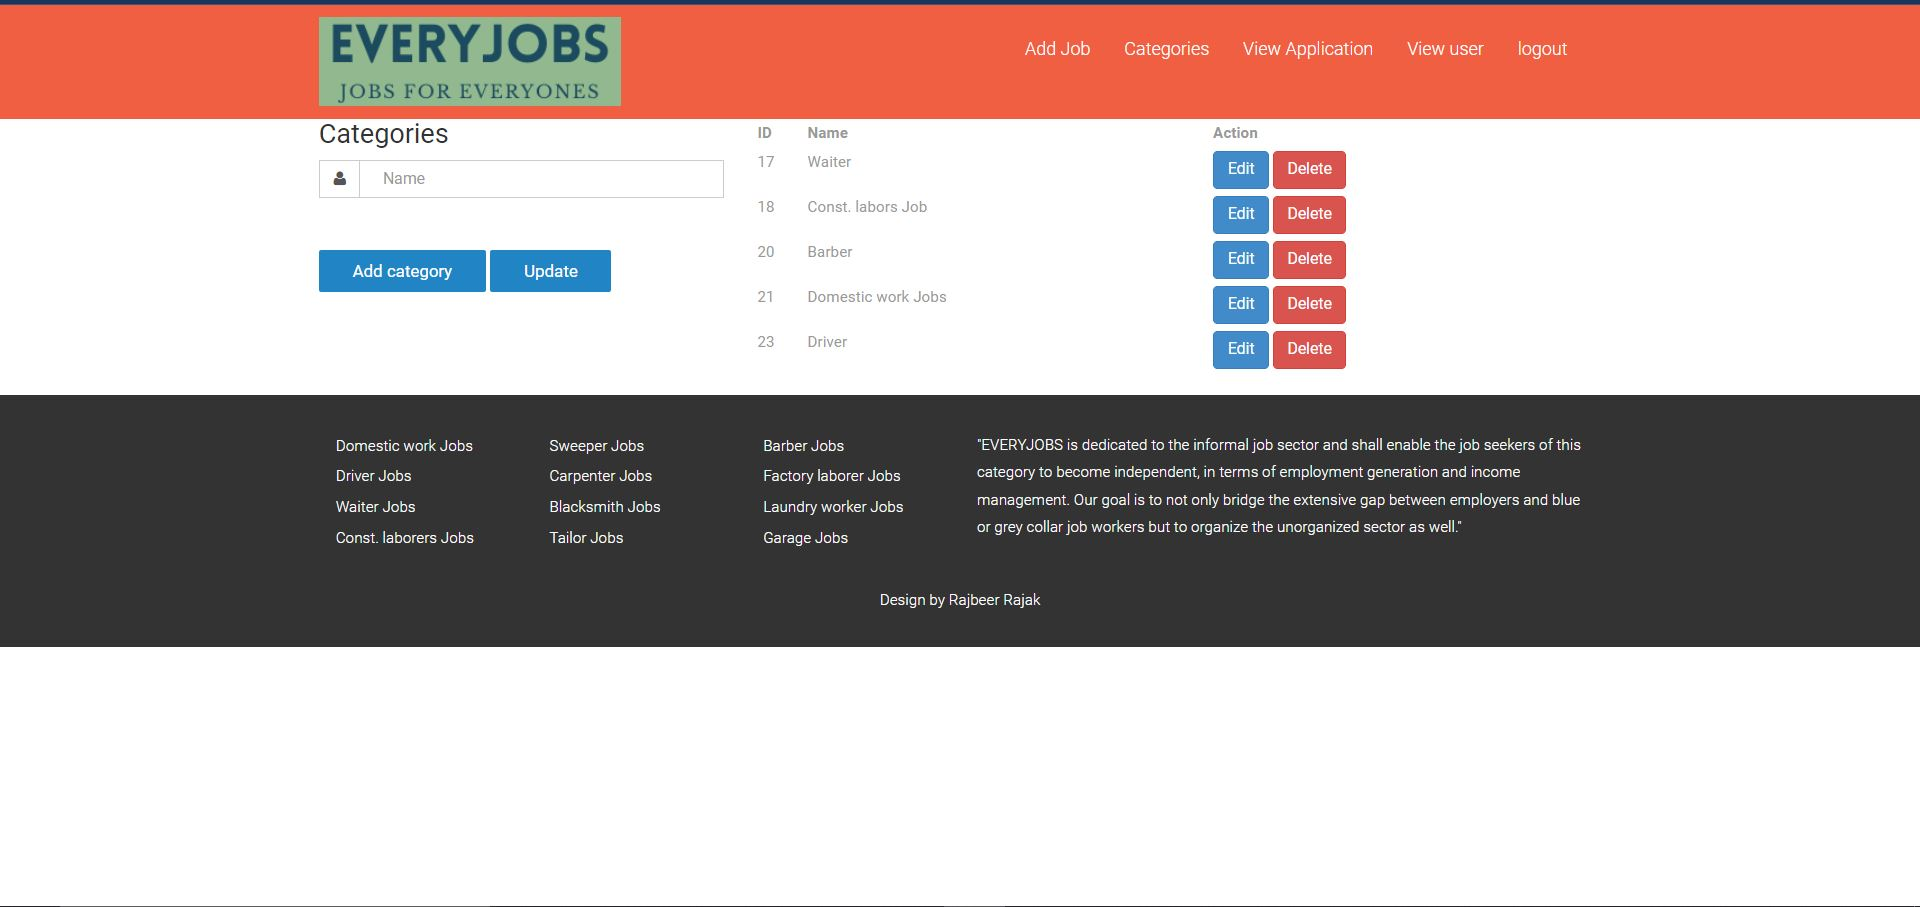 EVERYJOBS
JOBS FOR EVERYONES
Add Job Categories View Application View user logout
Categories
Name
Add category Update
ID Name Action
17 Waiter Edit Delete
18 Const. labors Job Edit Delete
20 Barber Edit Delete
21 Domestic work Jobs Edit Delete
23 Driver Edit Delete
Domestic work Jobs
Driver Jobs
Waiter Jobs
Const. laborers Jobs
Sweeper Jobs
Carpenter Jobs
Blacksmith Jobs
Tailor Jobs
Barber Jobs
Factory laborer Jobs
Laundry worker Jobs
Garage Jobs
"EVERYJOBS is dedicated to the informal job sector and shall enable the job seekers of this
category to become independent, in terms of employment generation and income
management. Our goal is to not only bridge the extensive gap between employers and blue
or grey collar job workers but to organize the unorganized sector as well."
Design by Rajbeer Rajak